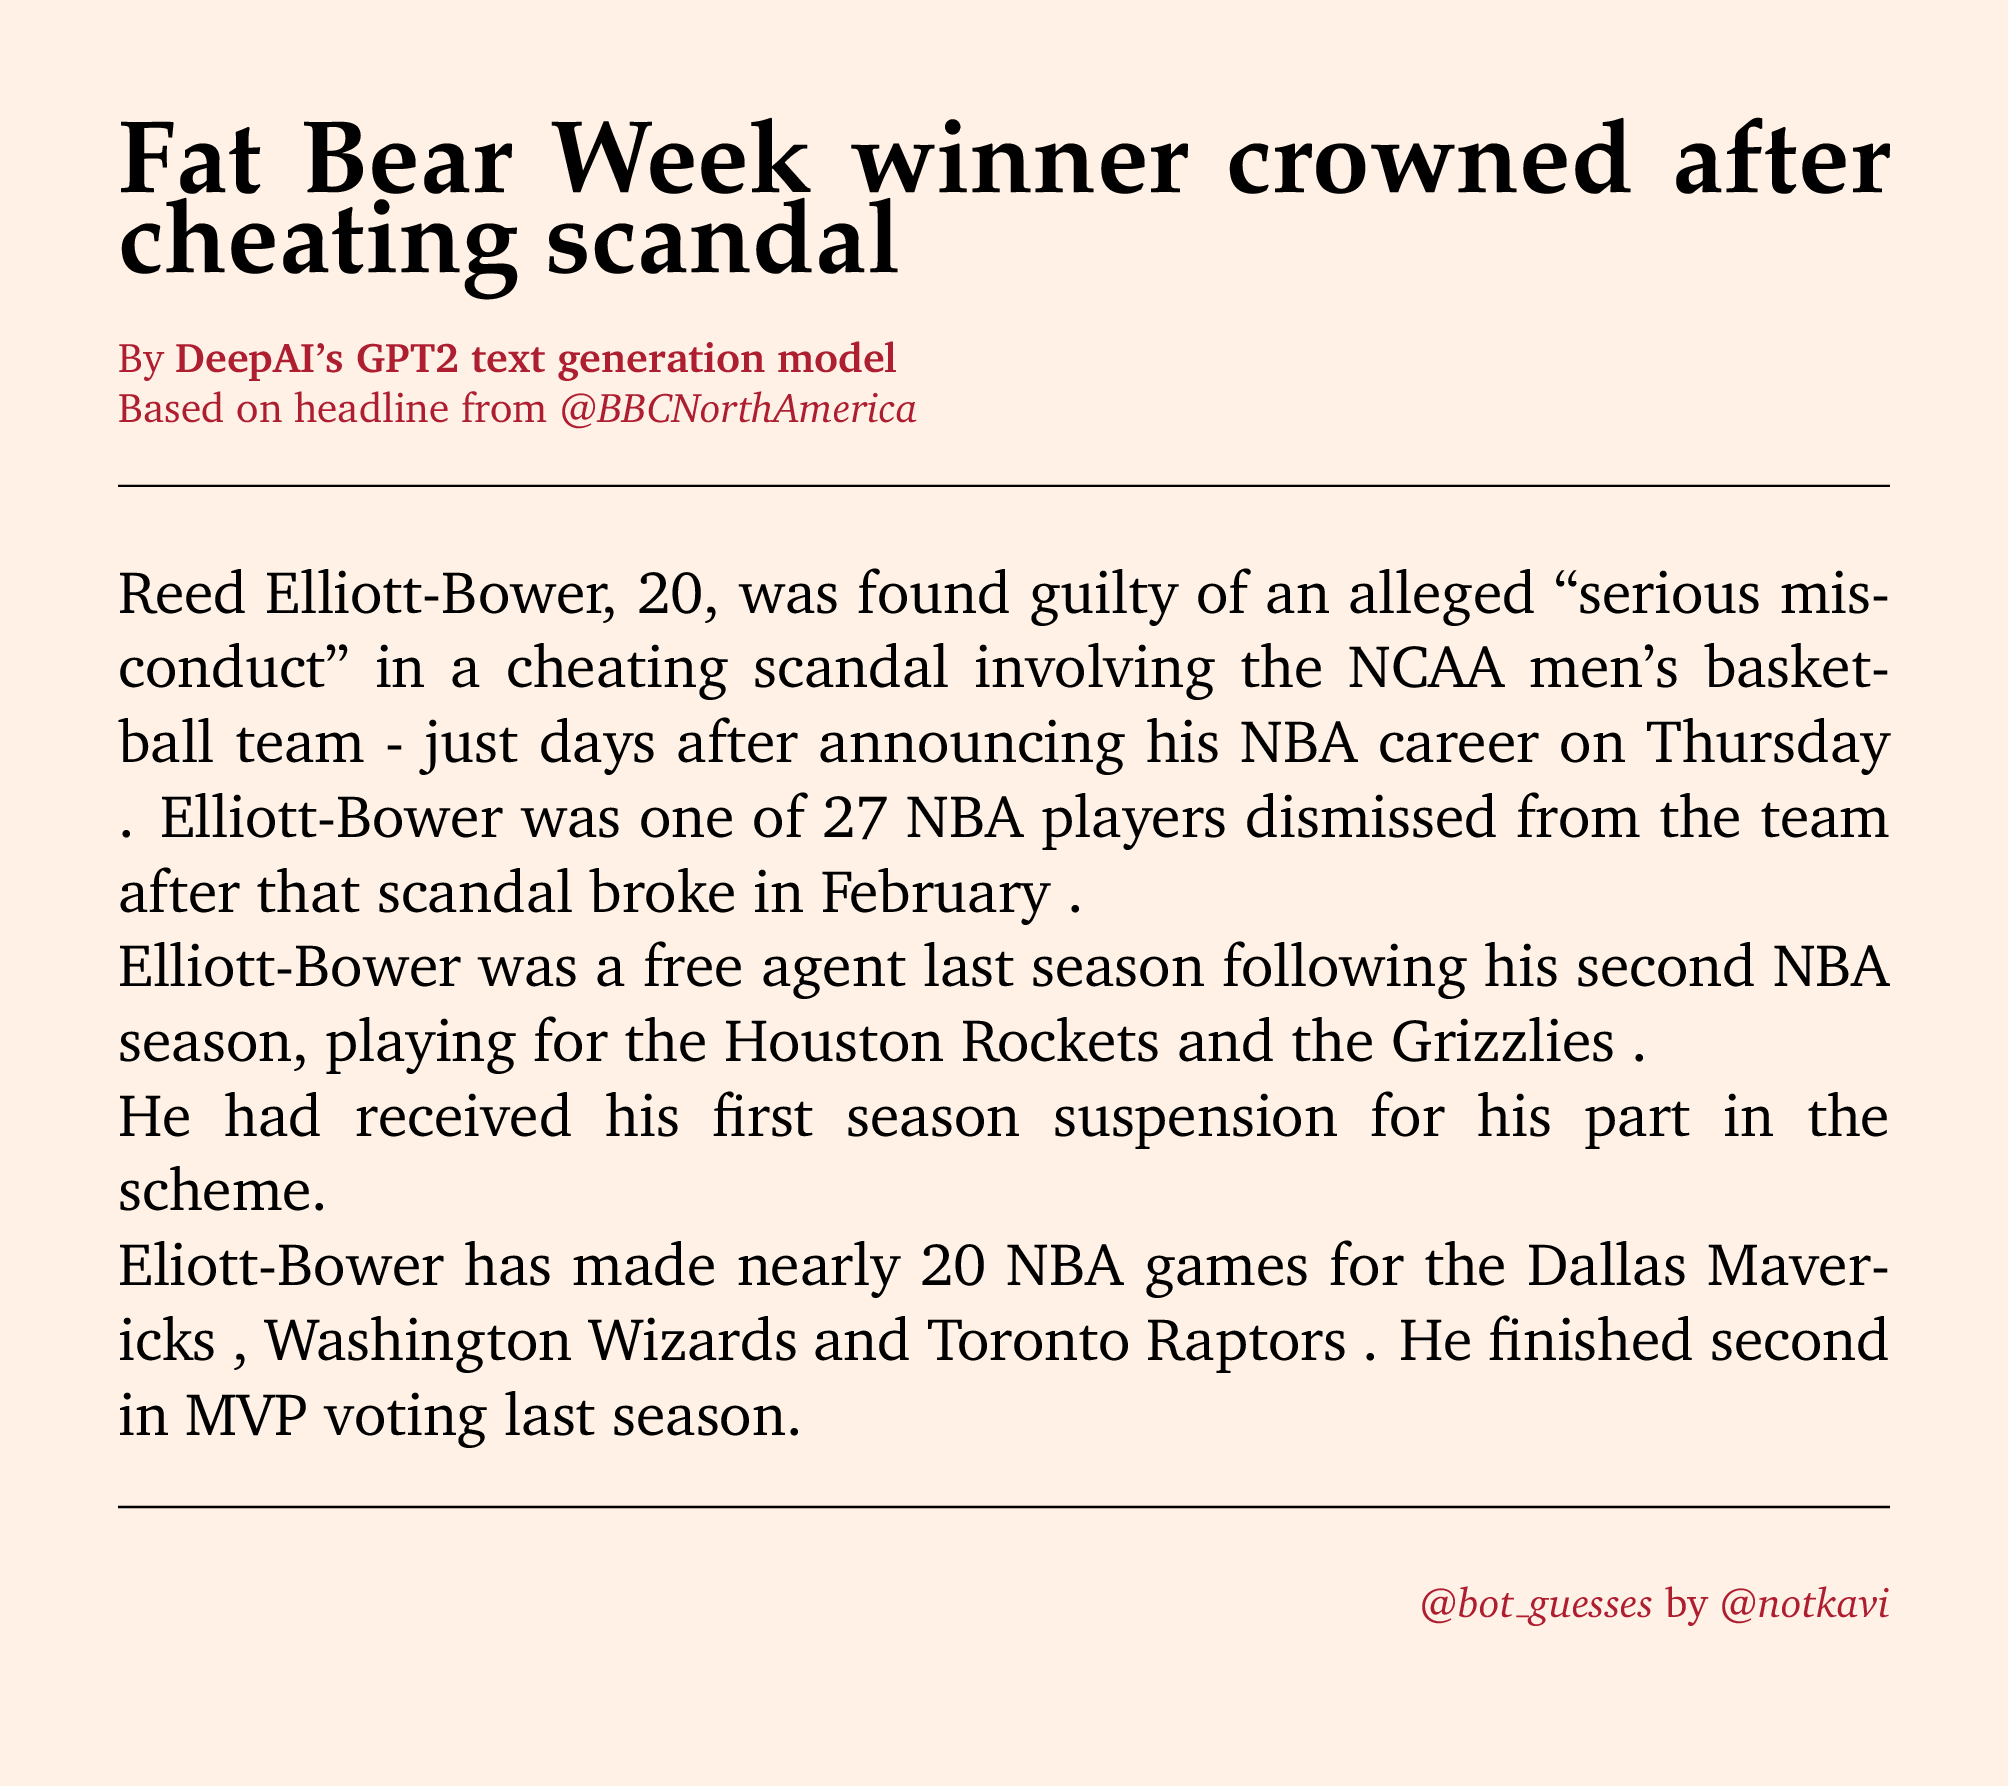 Fat Bear Week winner crowned after
cheating scandal
By DeepAI’s GPT2 text generation model
Based on headline from @BBCNorthAmerica
Reed Elliott-Bower, 20, was found guilty of an alleged “serious mis-
conduct” in a cheating scandal involving the NCAA men’s basket-
ball team - just days after announcing his NBA career on Thursday
. Elliott-Bower was one of 27 NBA players dismissed from the team
after that scandal broke in February .
Elliott-Bower was a free agent last season following his second NBA
season, playing for the Houston Rockets and the Grizzlies .
He had received his first season suspension for his part in the
scheme.
Eliott-Bower has made nearly 20 NBA games for the Dallas Maver-
icks , Washington Wizards and Toronto Raptors . He finished second
in MVP voting last season.
@bot_guesses by @notkavi